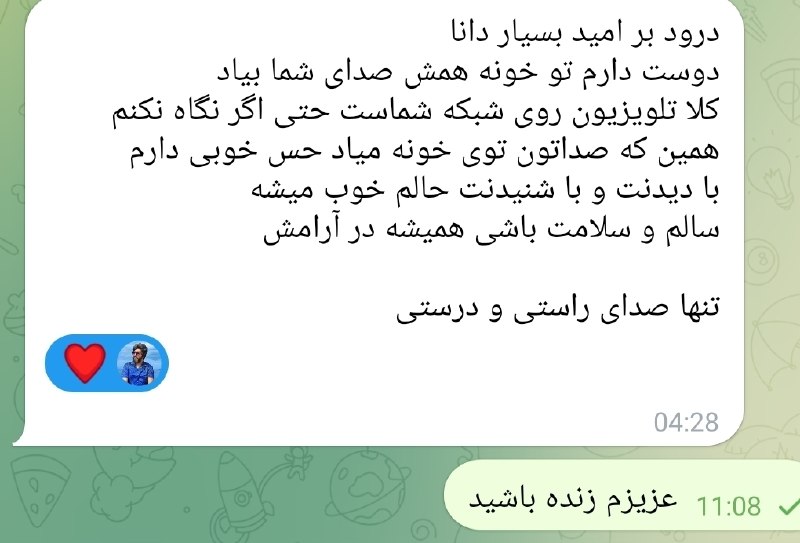 درود بر امید بسیار دانا
دوست دارم تو خونه همش صدای شما بیاد
کلا تلویزیون روی شبکه شماست حتی اگر نگاه نکنم
همین که صداتون توی خونه میاد حس خوبی دارم
با دیدنت و با شنیدنت حالم خوب میشه
سالم و سلامت باشی همیشه در آرامش
تنها صدای راستی و درستی
04:28
عزیزم زنده باشید
11:08